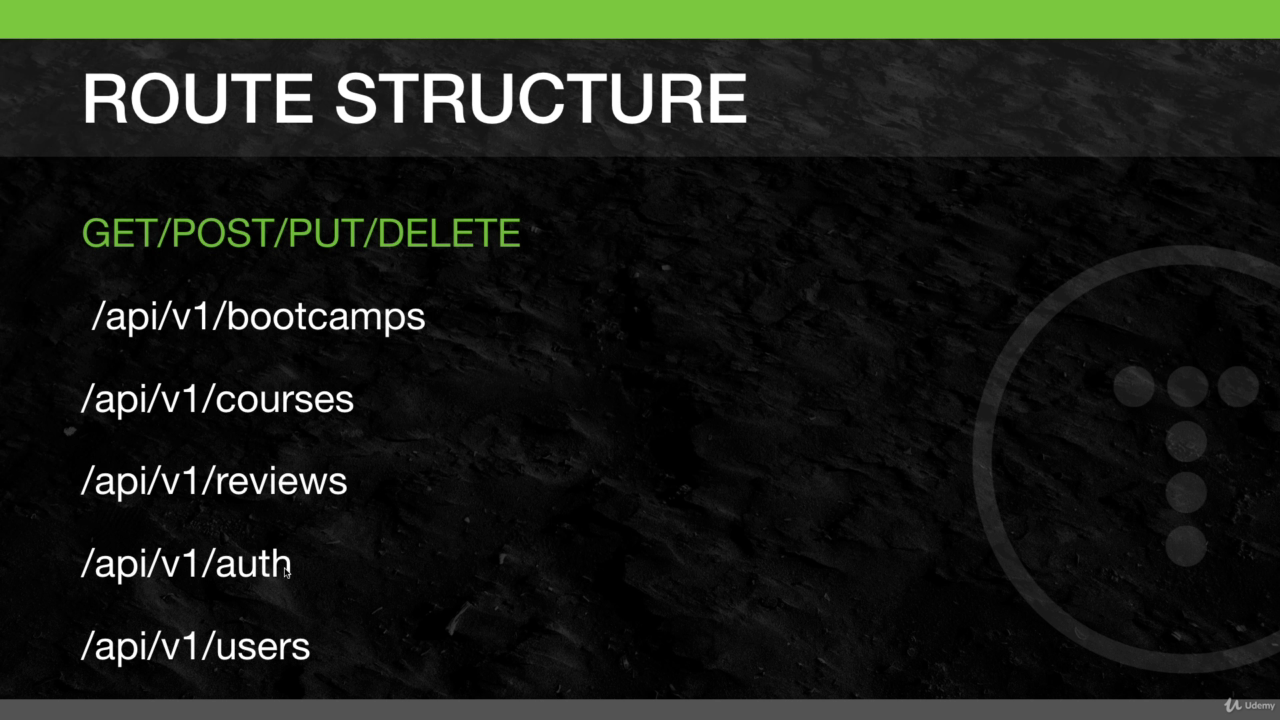 ROUTE STRUCTURE
GET/POST/PUT/DELETE
/api/v1/bootcamps
/api/v1/courses
/api/v1/reviews
/api/v1/auth
/api/v1/users
Udemy